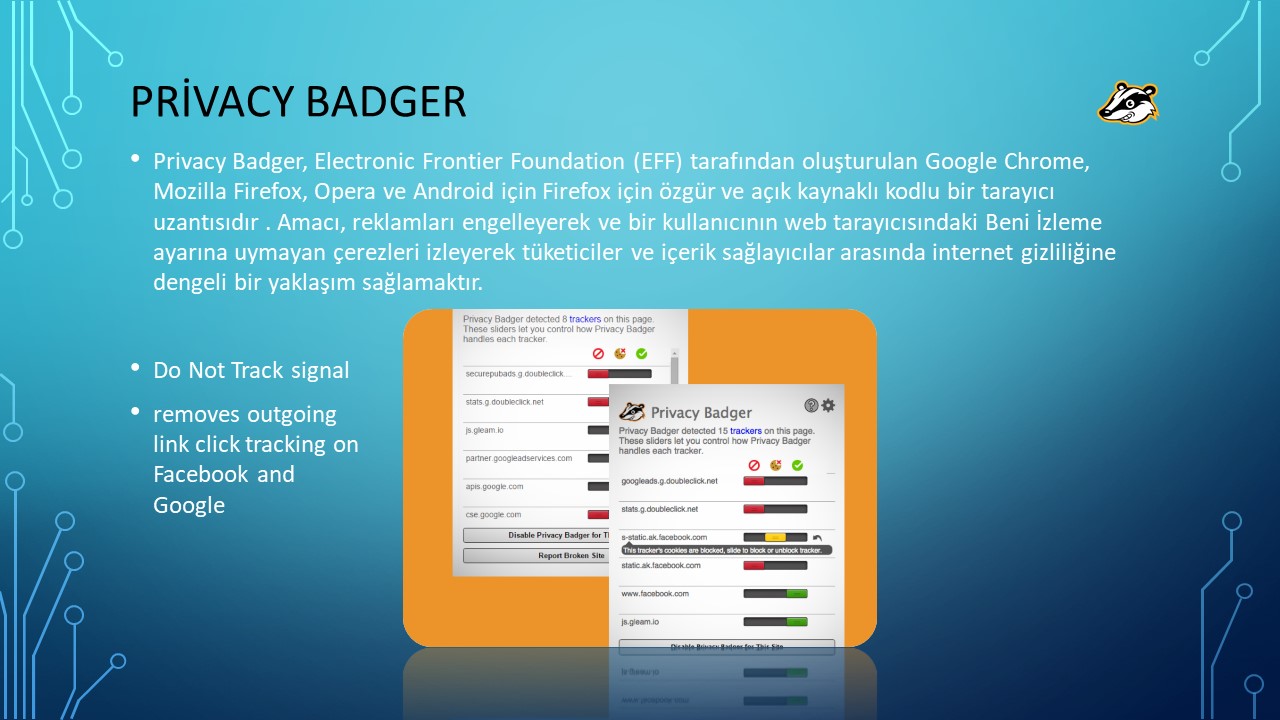 PRİVACY BADGER
Privacy Badger, Electronic Frontier Foundation (EFF) tarafından oluşturulan Google Chrome,
Mozilla Firefox, Opera ve Android için Firefox için özgür ve açık kaynaklı kodlu bir tarayıcı
uzantısıdır . Amacı, reklamları engelleyerek ve bir kullanıcının web tarayıcısındaki Beni İzleme
ayarına uymayan çerezleri izleyerek tüketiciler ve içerik sağlayıcılar arasında internet gizliliğine
dengeli bir yaklaşım sağlamaktır.
Do Not Track signal
removes outgoing
link click tracking on
Facebook and
Google
Privacy Badger detected 8 trackers on this page.
These sliders let you control how Privacy Badger
handles each tracker.
securepubads.g.doubleclick...
stats.g.doubleclick.net
js.gleam.io
partner.googleadservices.com
apis.google.com
cse.google.com
Disable Privacy Badger for
Report Broken Site
Privacy Badger
Privacy Badger detected 15 trackers on this page.
These sliders let you control how Privacy Badger
handles each tracker.
googleads.g.doubleclick.net
stats.g.doubleclick.net
s-static.ak.facebook.com
This tracker's cookies are blocked, slide to block or unblock tracker.
static.ak.facebook.com
www.facebook.com
js.gleam.io
Disable Privacy Badger for This Site